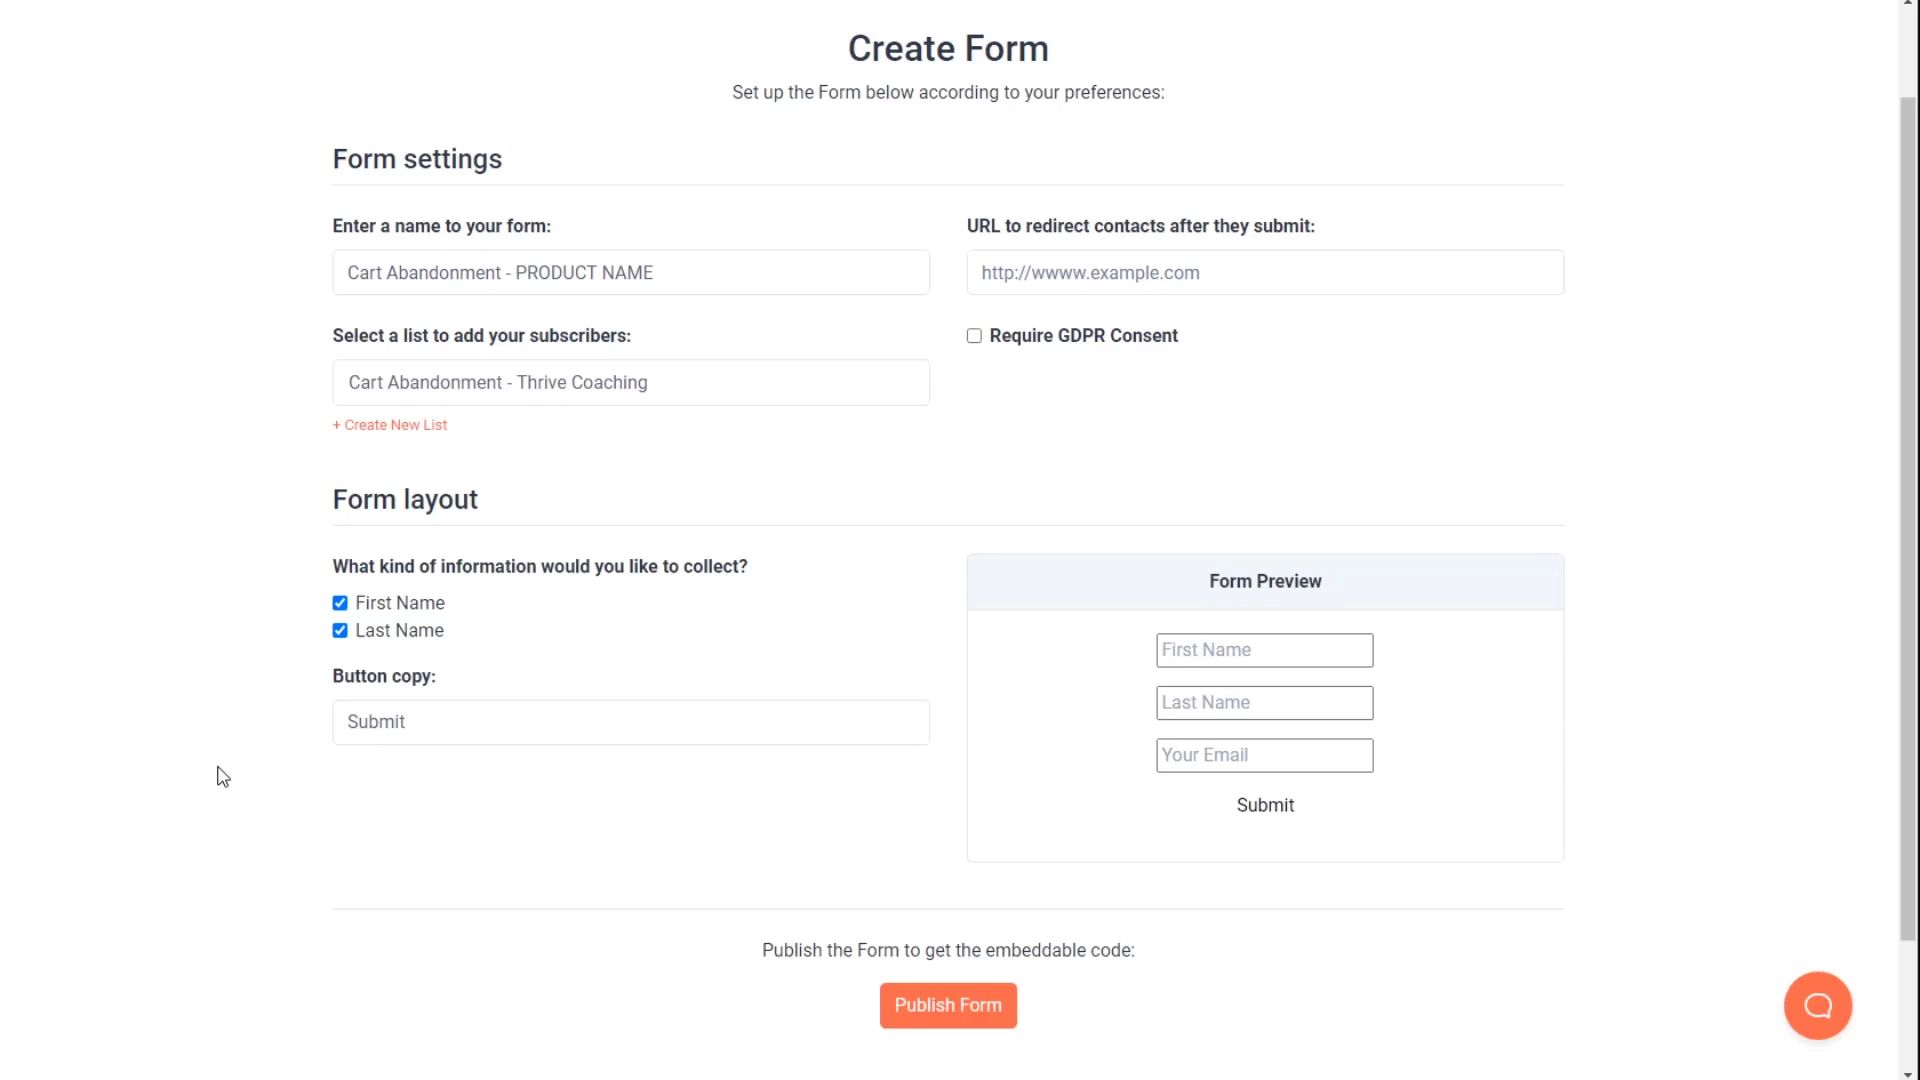 Create Form
Set up the Form below according to your preferences:
Form settings
Enter a name to your form:
Cart Abandonment - PRODUCT NAME
URL to redirect contacts after they submit:
http://wwww.example.com
Select a list to add your subscribers:
Cart Abandonment - Thrive Coaching
+ Create New List
Require GDPR Consent
Form layout
What kind of information would you like to collect?
First Name
Last Name
Button copy:
Submit
Form Preview
First Name
Last Name
Your Email
Submit
Publish the Form to get the embeddable code:
Publish Form